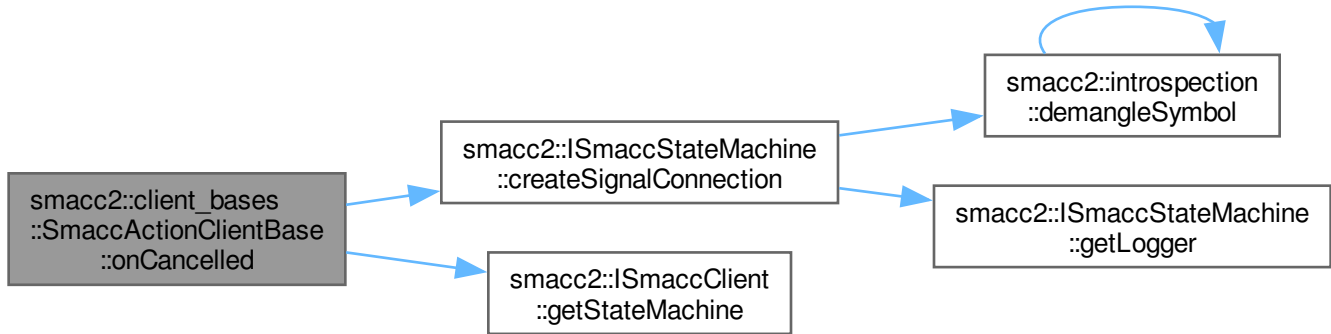 smacc2::client_bases
::SmaccActionClientBase
::onCancelled
smacc2::ISmaccStateMachine
::createSignalConnection
smacc2::introspection
::demangleSymbol
smacc2::ISmaccStateMachine
::getLogger
smacc2::ISmaccClient
::getStateMachine